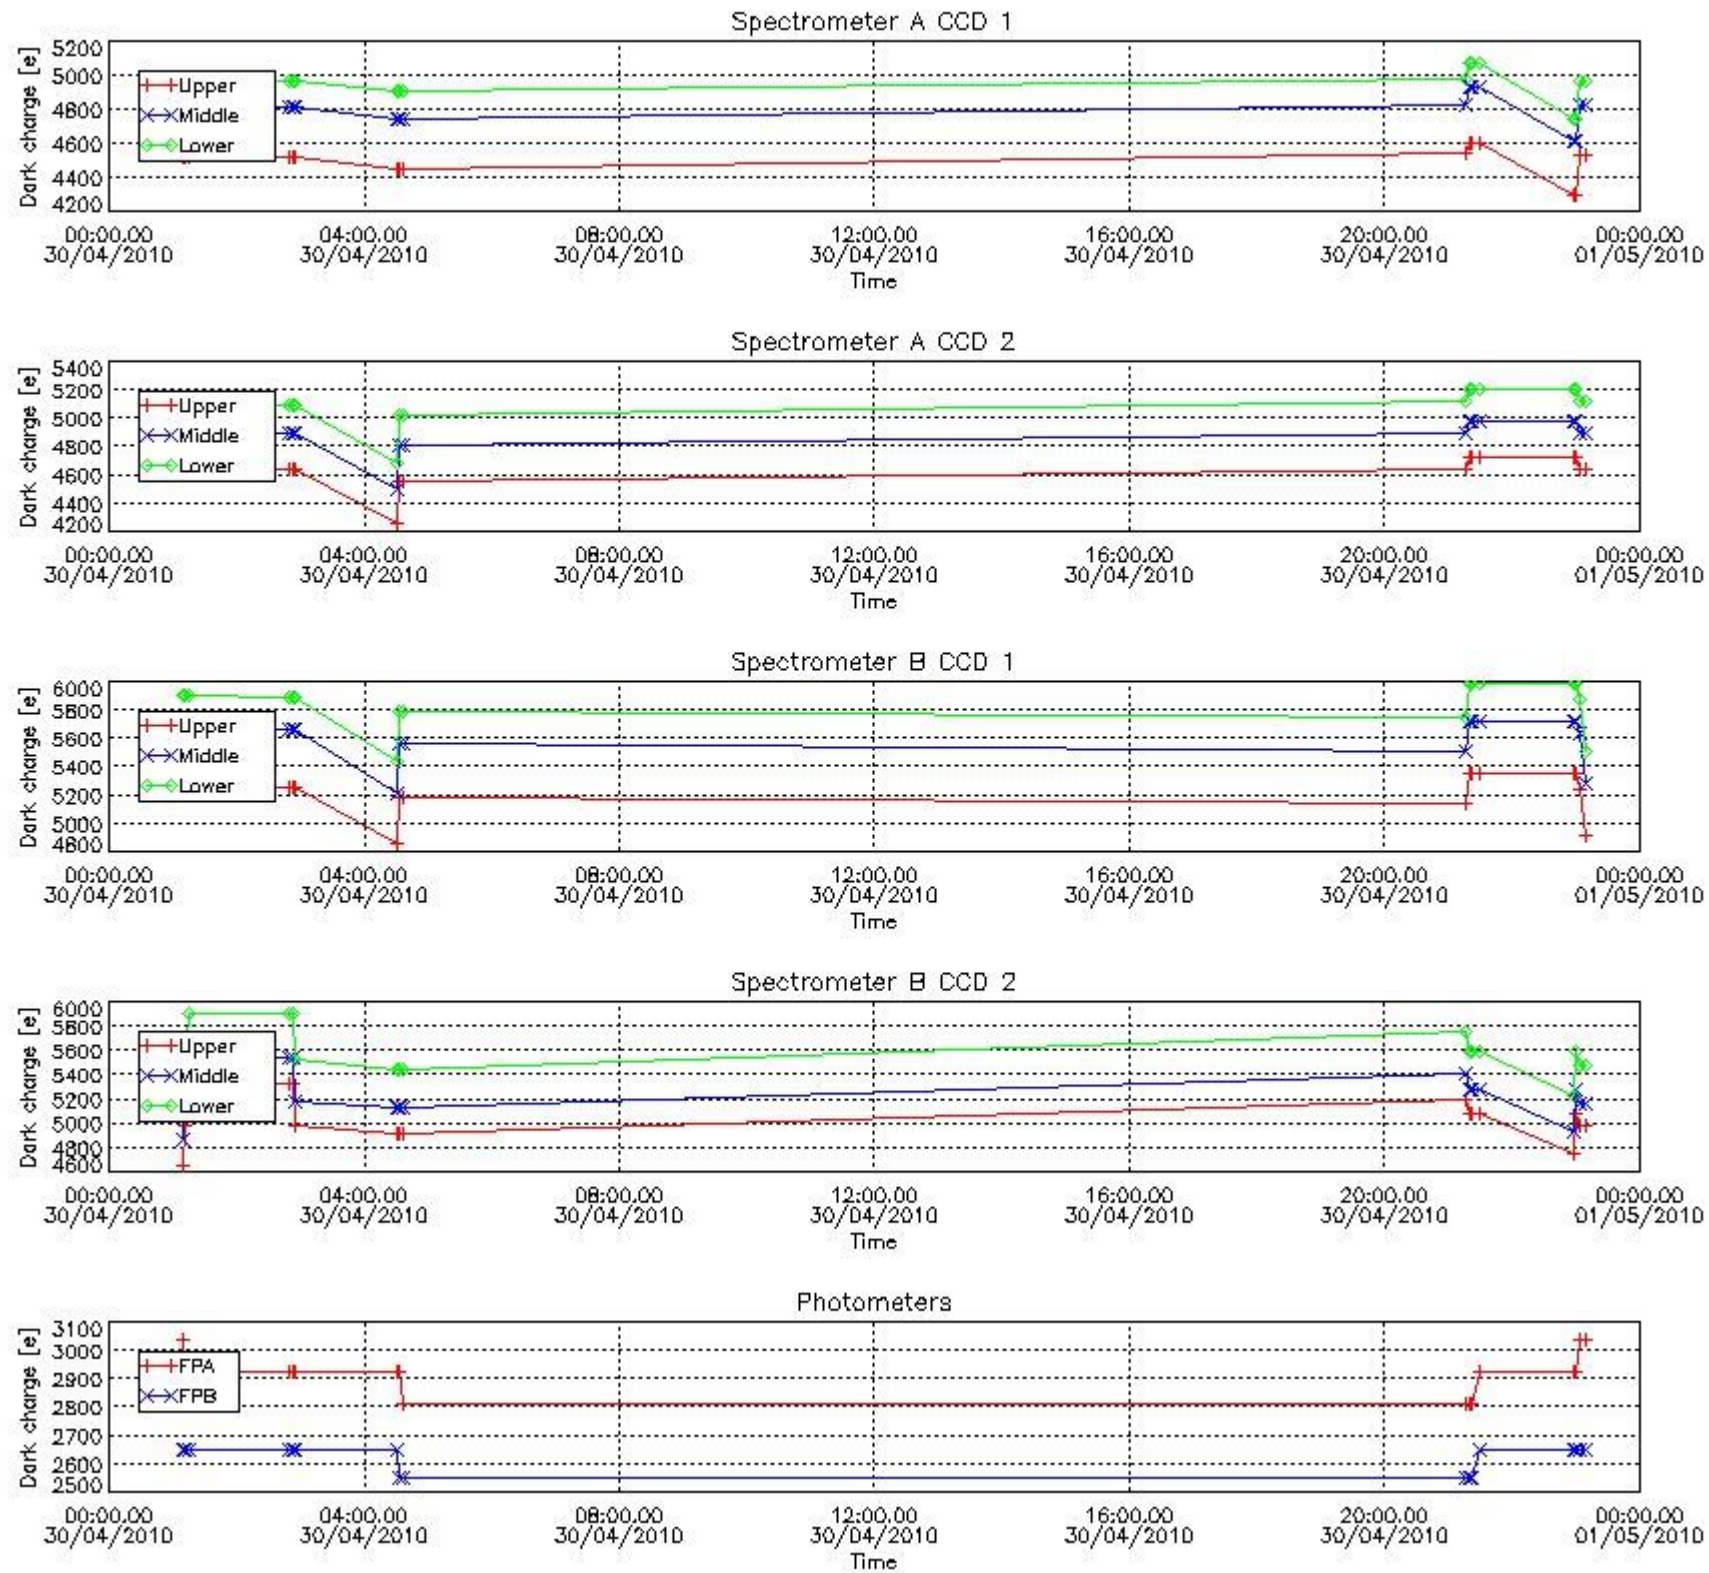 Spectrometer A CCD 1
Dark charge [e]
5200
5000
4800
4600
4400
4200
Upper
Middle
Lower
00:00.00 04:00.00 08:00.00 12:00.00 16:00.00 20:00.00 00:00.00
30/04/2010 30/04/2010 30/04/2010 30/04/2010 30/04/2010 30/04/2010 01/05/2010
Time
Spectrometer A CCD 2
Dark charge [e]
5400
5200
5000
4800
4600
4400
4200
Upper
Middle
Lower
00:00.00 04:00.00 08:00.00 12:00.00 16:00.00 20:00.00 00:00.00
30/04/2010 30/04/2010 30/04/2010 30/04/2010 30/04/2010 30/04/2010 01/05/2010
Time
Spectrometer B CCD 1
Dark charge [e]
6000
5800
5600
5400
5200
5000
4800
Upper
Middle
Lower
00:00.00 04:00.00 08:00.00 12:00.00 16:00.00 20:00.00 00:00.00
30/04/2010 30/04/2010 30/04/2010 30/04/2010 30/04/2010 30/04/2010 01/05/2010
Time
Spectrometer B CCD 2
Dark charge [e]
6000
5800
5600
5400
5200
5000
4800
4600
Upper
Middle
Lower
00:00.00 04:00.00 08:00.00 12:00.00 16:00.00 20:00.00 00:00.00
30/04/2010 30/04/2010 30/04/2010 30/04/2010 30/04/2010 30/04/2010 01/05/2010
Time
Photometers
Dark charge [e]
3100
3000
2900
2800
2700
2600
2500
FPA
FPB
00:00.00 04:00.00 08:00.00 12:00.00 16:00.00 20:00.00 00:00.00
30/04/2010 30/04/2010 30/04/2010 30/04/2010 30/04/2010 30/04/2010 01/05/2010
Time